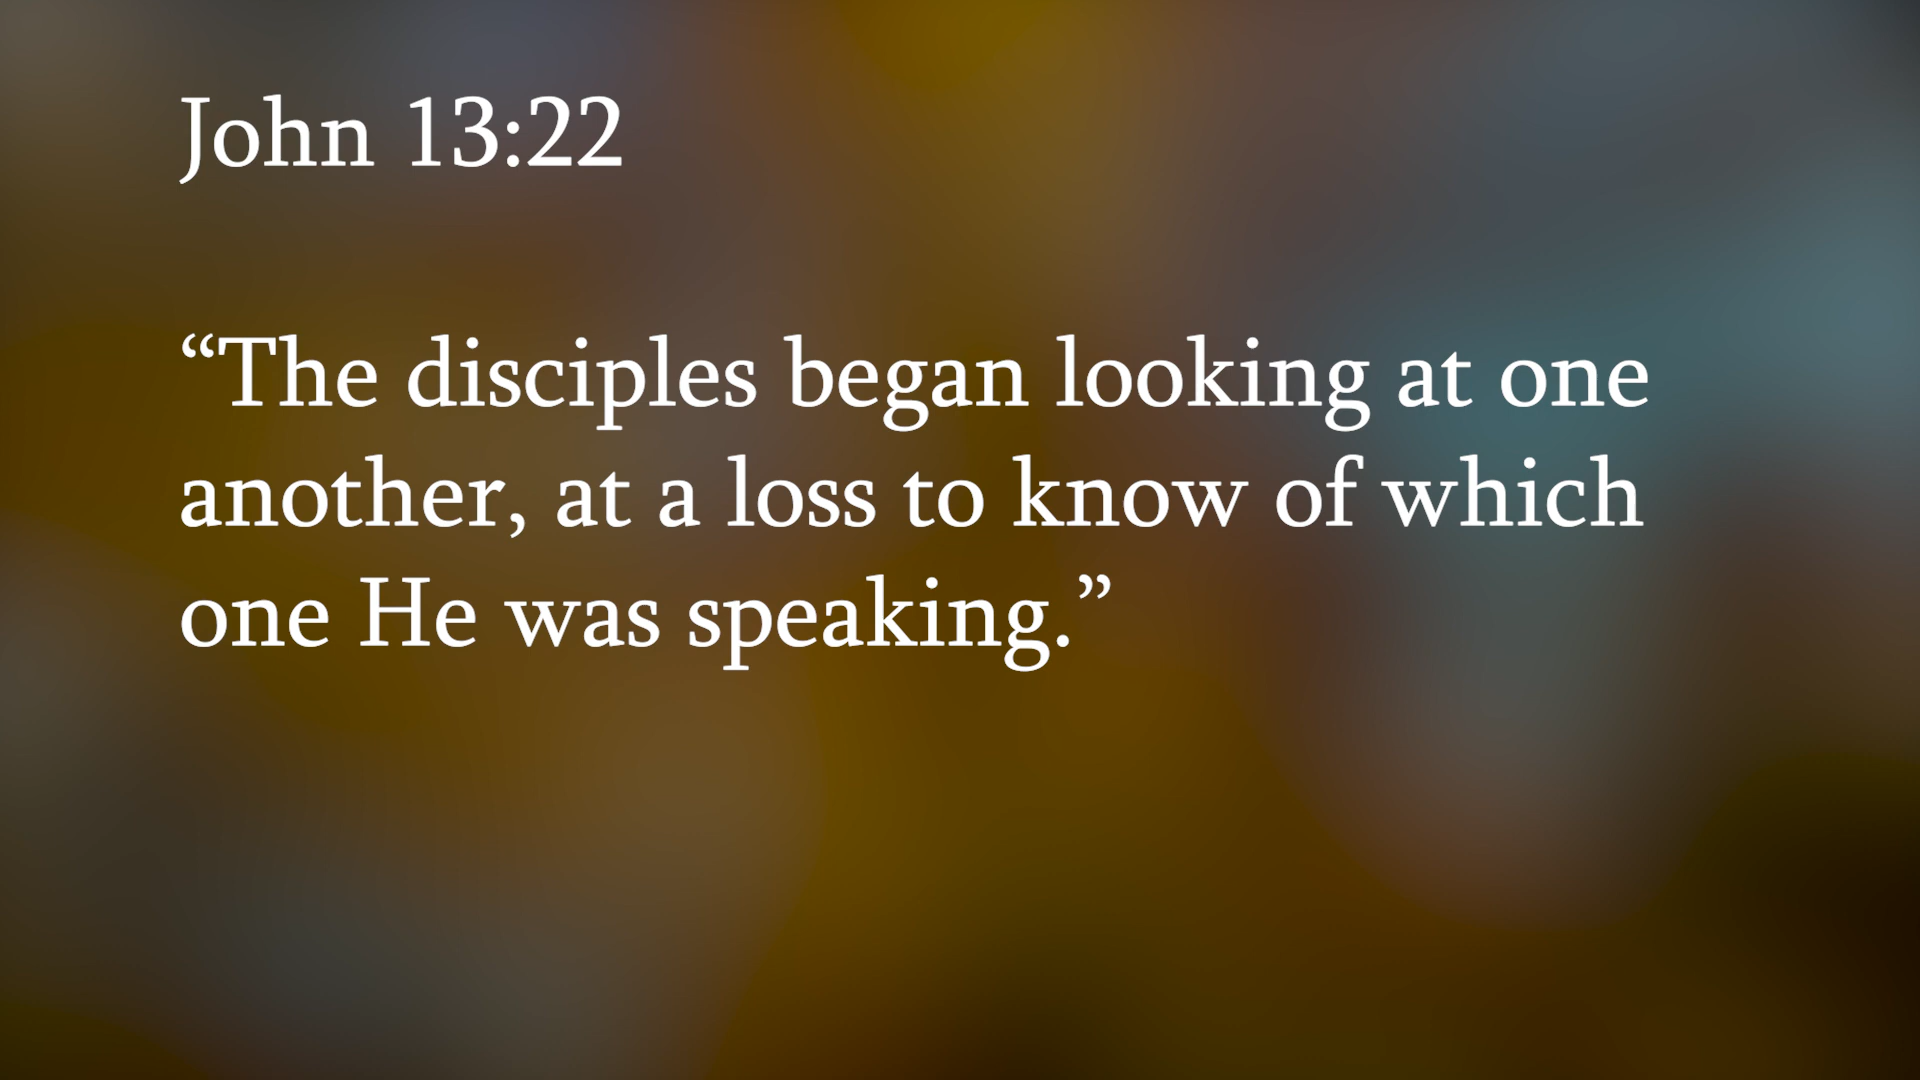 John 13:22
“The disciples began looking at one
another, at a loss to know of which
one He was speaking.”